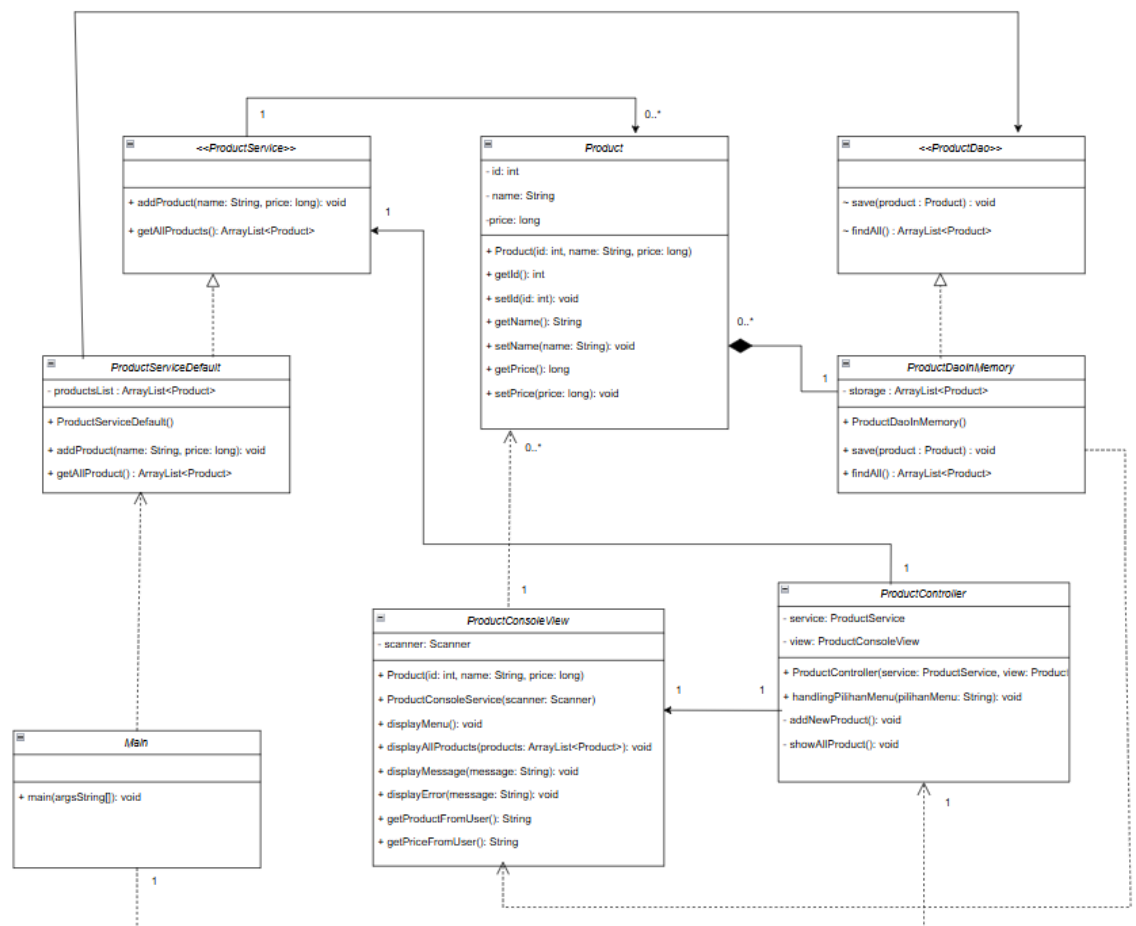 1
0..*
<<ProductService>>
+ addProduct(name: String, price: long): void
+ getAllProducts(): ArrayList<Product>
Product
- id: int
- name: String
-price: long
+ Product(id: int, name: String, price: long)
+ getId(): int
+ setId(id: int): void
+ getName(): String
+ setName(name: String): void
+ getPrice(): long
+ setPrice(price: long): void
<<ProductDao>>
~ save(product : Product) : void
~ findAll() : ArrayList<Product>
1
0..*
1
ProductServiceDefault
- productsList : ArrayList<Product>
+ ProductServiceDefault()
+ addProduct(name: String, price: long): void
+ getAllProduct() : ArrayList<Product>
ProductDaoInMemory
- storage : ArrayList<Product>
+ ProductDaoInMemory()
+ save(product : Product) : void
+ findAll() : ArrayList<Product>
0..*
1
1
ProductConsoleView
- scanner: Scanner
+ Product(id: int, name: String, price: long)
+ ProductConsoleService(scanner: Scanner)
+ displayMenu(): void
+ displayAllProducts(products: ArrayList<Product>): void
+ displayMessage(message: String): void
+ displayError(message: String): void
+ getProductFromUser(): String
+ getPriceFromUser(): String
1
1
ProductController
- service: ProductService
- view: ProductConsoleView
+ ProductController(service: ProductService, view: Product
+ handlingPilihanMenu(pilihanMenu: String): void
- addNewProduct(): void
- showAllProduct(): void
1
Main
+ main(argsString[]): void
1